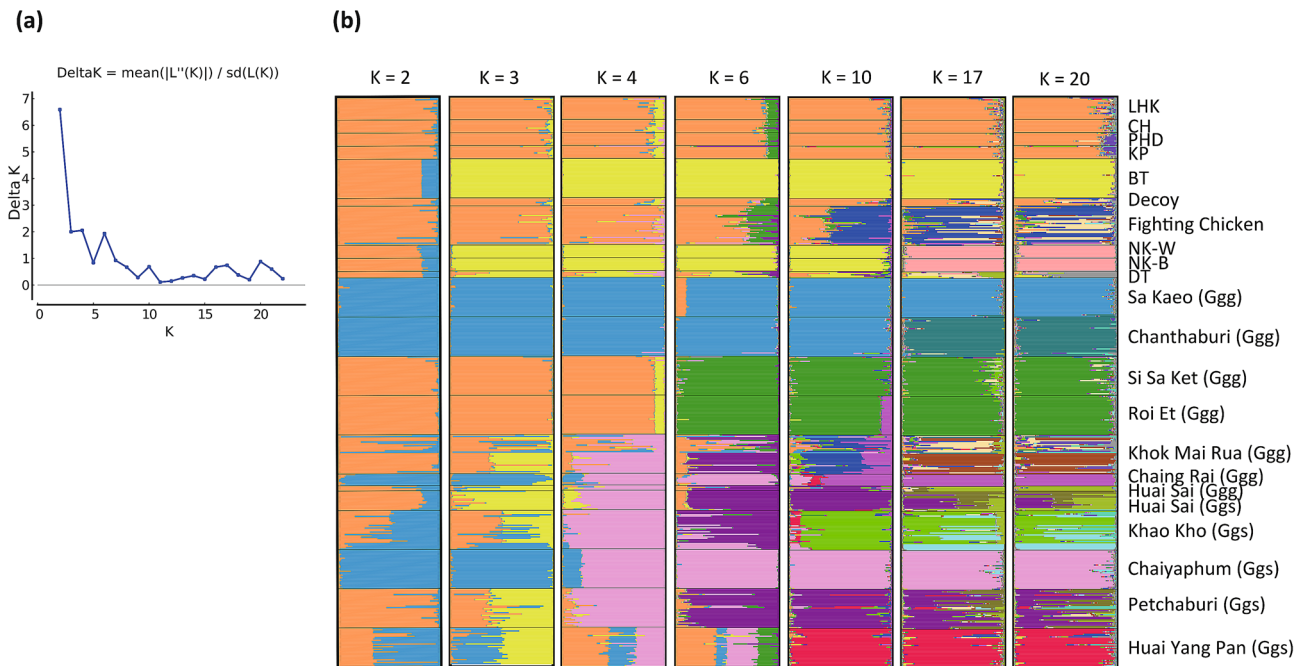 (a)
(b)
DeltaK = mean(|L''(K)|) / sd(L(K))
Delta K
7
6
5
4
3
2
1
0
0
5
10
15
20
K
K = 2
K = 3
K = 4
K = 6
K = 10
K = 17
K = 20
LHK
CH
PHD
KP
BT
Decoy
Fighting Chicken
NK-W
NK-B
DT
Sa Kaeo (Ggg)
Chanthaburi (Ggg)
Si Sa Ket (Ggg)
Roi Et (Ggg)
Khok Mai Rua (Ggg)
Chaing Rai (Ggg)
Huai Sai (Ggg)
Huai Sai (Ggs)
Khao Kho (Ggs)
Chaiyaphum (Ggs)
Petchaburi (Ggs)
Huai Yang Pan (Ggs)